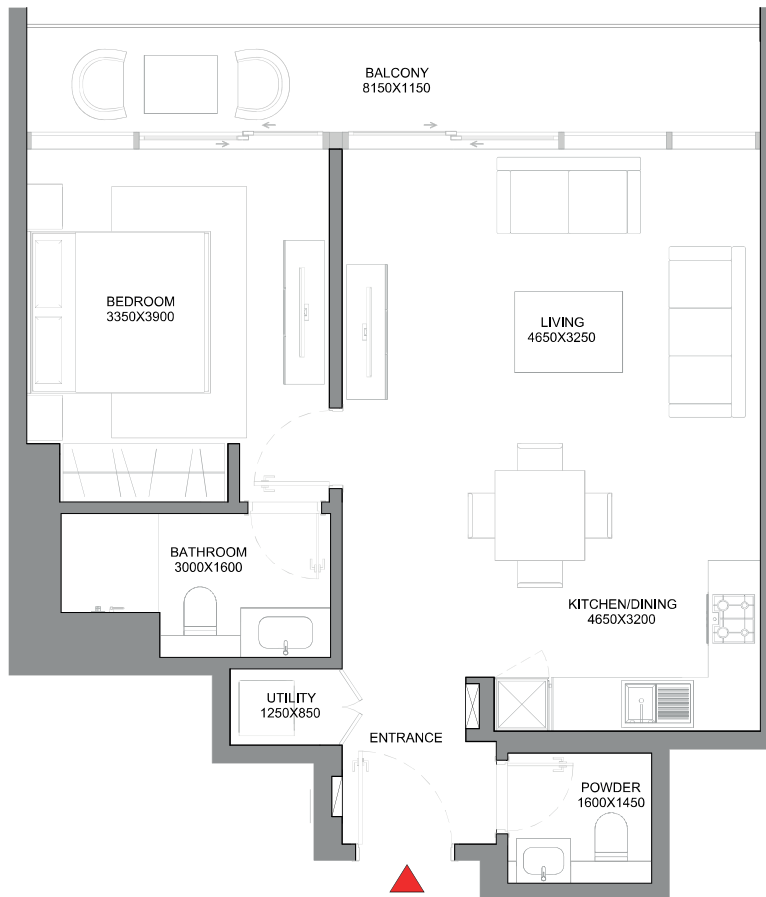 BALCONY
8150X1150
BEDROOM
3350X3900
LIVING
4650X3250
BATHROOM
3000X1600
KITCHEN/DINING
4650X3200
UTILITY
1250X850
ENTRANCE
POWDER
1600X1450